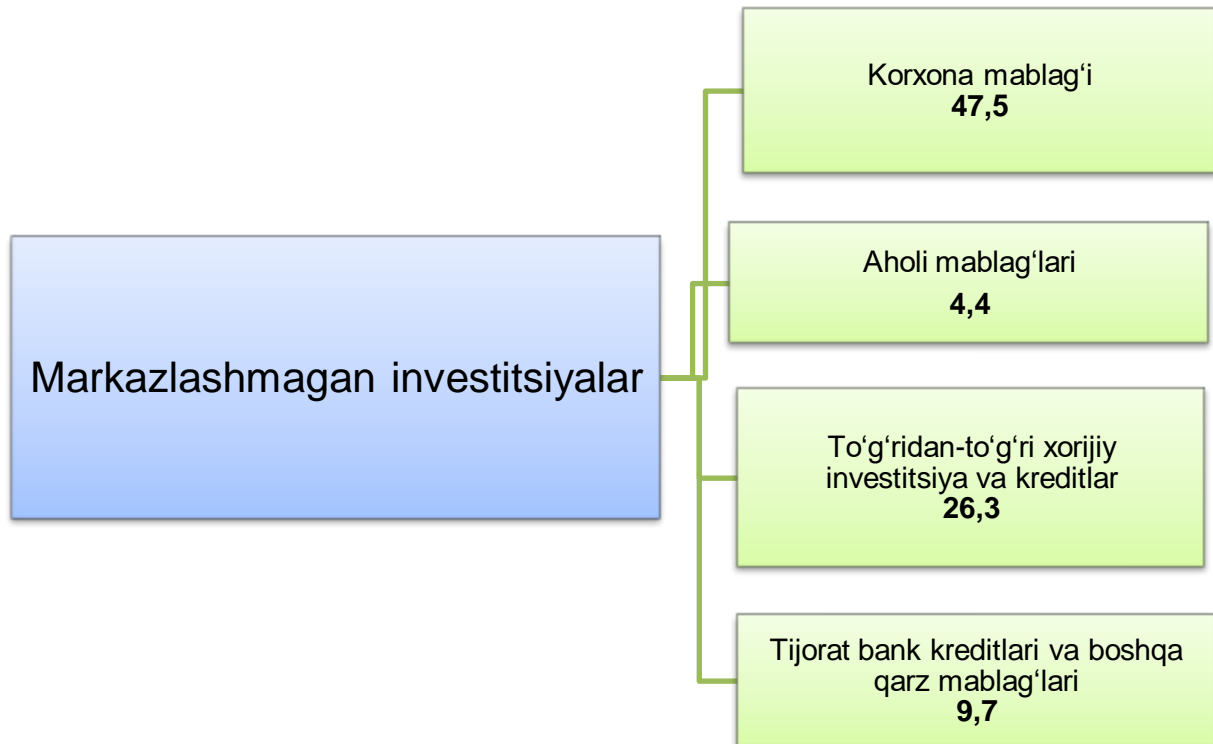 Markazlashmagan investitsiyalar
Korxona mablag‘i
47,5
Aholi mablag‘lari
4,4
To‘g‘ridan-to‘g‘ri xorijiy
investitsiya va kreditlar
26,3
Tijorat bank kreditlari va boshqa
qarz mablag‘lari
9,7